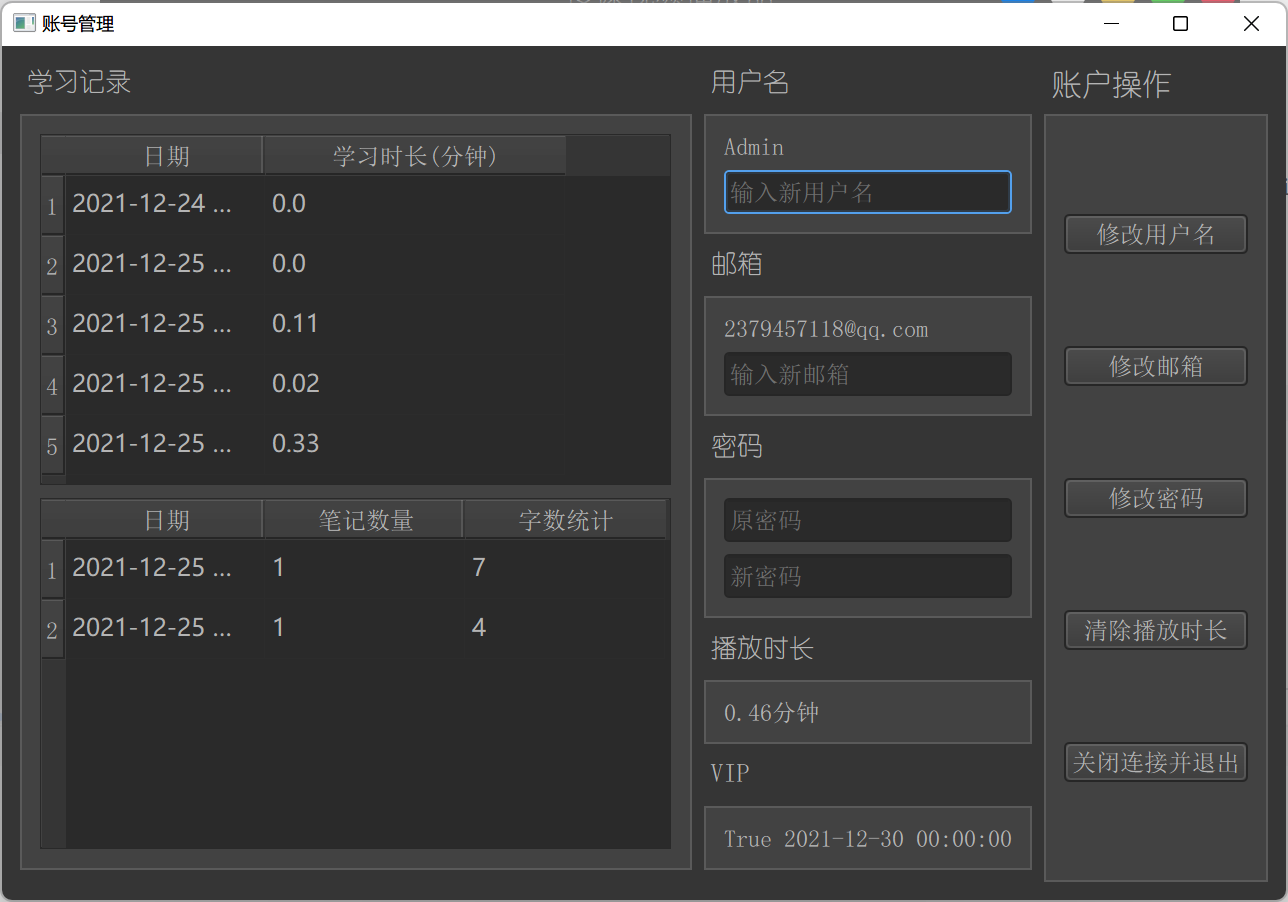 账号管理
学习记录
日期 学习时长(分钟)
1 2021-12-24 ... 0.0
2 2021-12-25 ... 0.0
3 2021-12-25 ... 0.11
4 2021-12-25 ... 0.02
5 2021-12-25 ... 0.33
日期 笔记数量 字数统计
1 2021-12-25 ... 1 7
2 2021-12-25 ... 1 4
用户名
Admin
输入新用户名
邮箱
2379457118@qq.com
输入新邮箱
密码
原密码
新密码
播放时长
0.46分钟
VIP
True 2021-12-30 00:00:00
账户操作
修改用户名
修改邮箱
修改密码
清除播放时长
关闭连接并退出